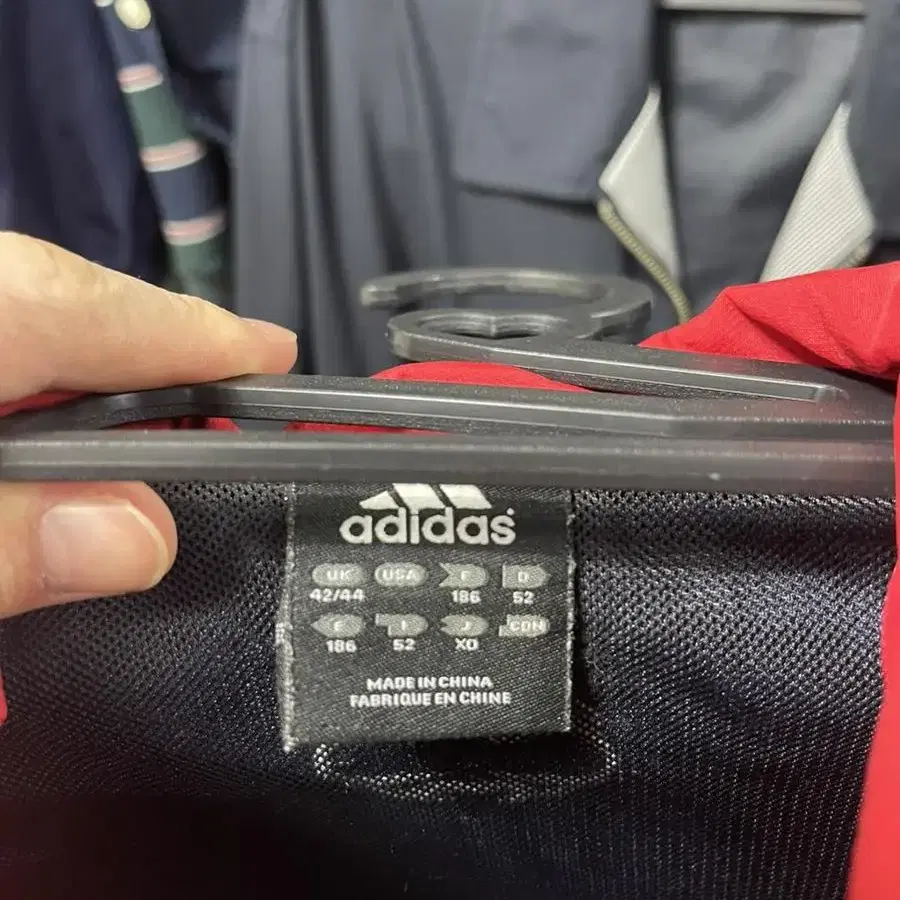 adidas
UK USA F D
42/44 186 52
E I J CDN
186 52 XO
MADE IN CHINA
FABRIQUE EN CHINE